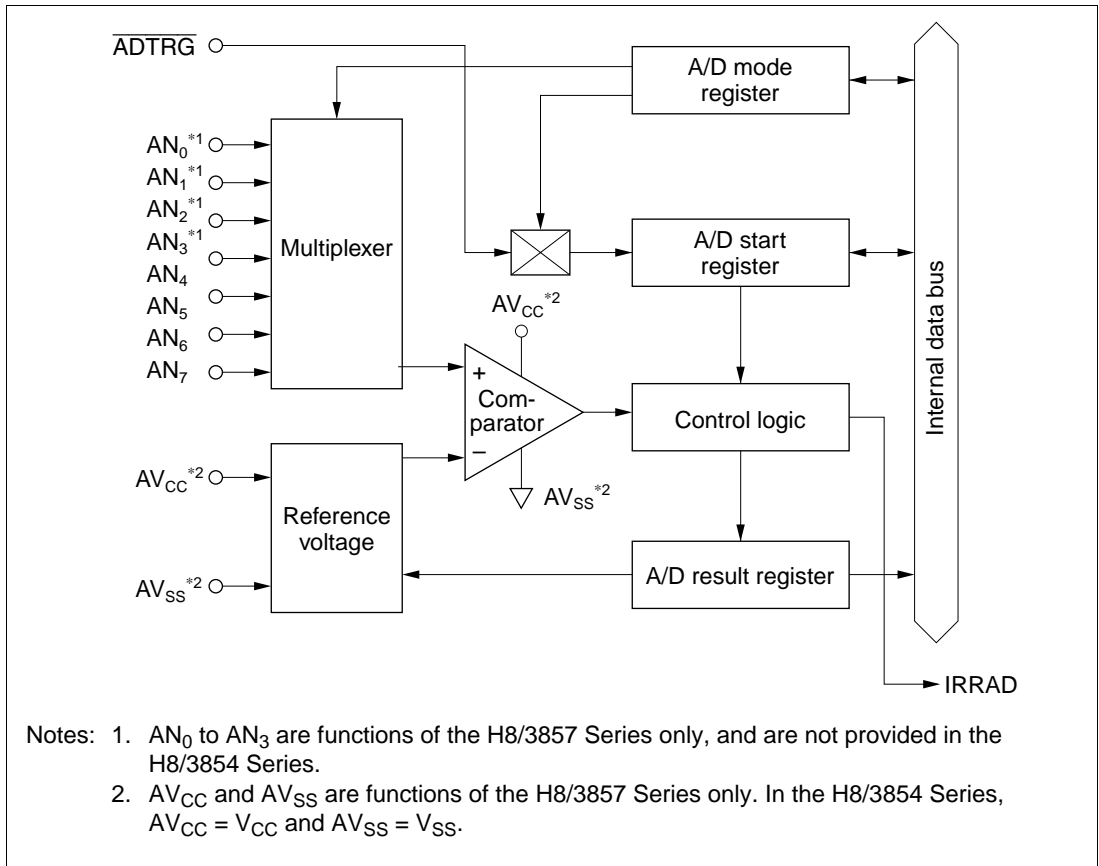 ADTRG
A/D mode
register
AN0*1
AN1*1
AN2*1
AN3*1
AN4
AN5
AN6
AN7
Multiplexer
A/D start
register
Internal data bus
AVCC*2
+
Com-
parator
−
AVSS*2
Control logic
AVCC*2
AVSS*2
Reference
voltage
A/D result register
IRRAD
Notes: 1. AN0 to AN3 are functions of the H8/3857 Series only, and are not provided in the
H8/3854 Series.
2. AVCC and AVSS are functions of the H8/3857 Series only. In the H8/3854 Series,
AVCC = VCC and AVSS = VSS.